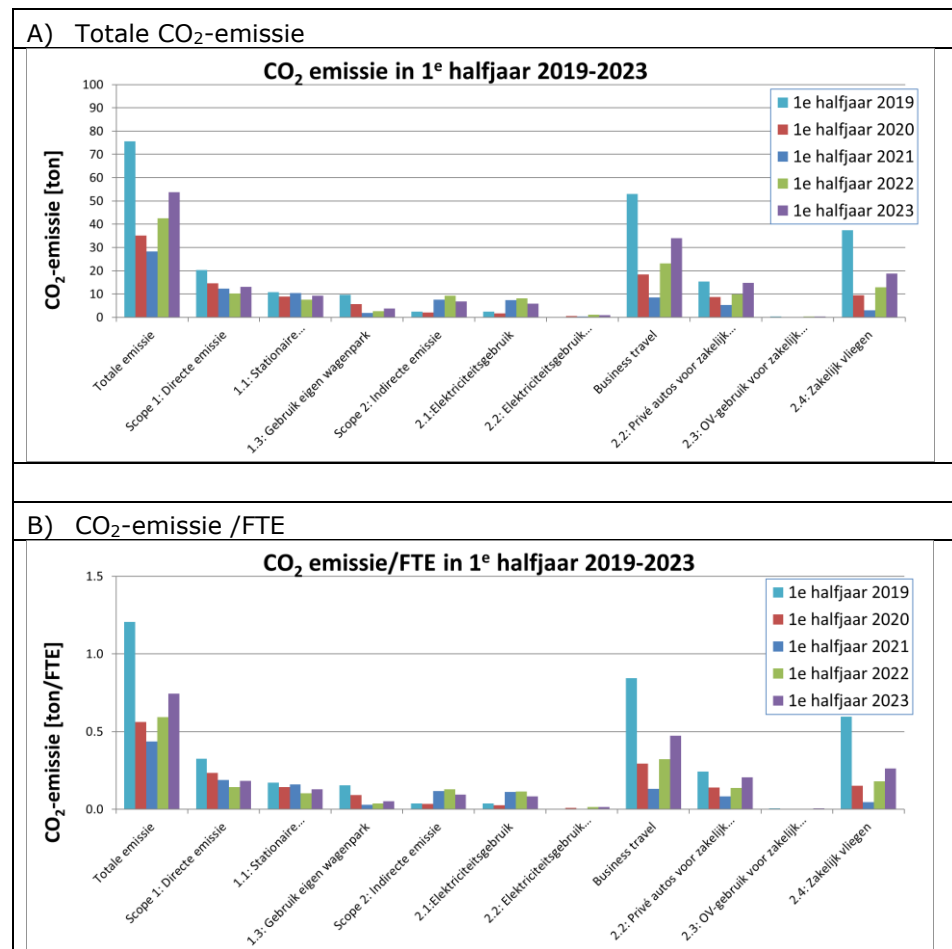 A) Totale CO₂-emissie
CO₂ emissie in 1ᵉ halfjaar 2019-2023
CO₂-emissie [ton]
100
90
80
70
60
50
40
30
20
10
0
1e halfjaar 2019
1e halfjaar 2020
1e halfjaar 2021
1e halfjaar 2022
1e halfjaar 2023
Totale emissie
Scope 1: Directe emissie
1.1: Stationaire...
1.3: Gebruik eigen wagenpark
Scope 2: Indirecte emissie
2.1:Elektriciteitsgebruik
2.2: Elektriciteitsgebruik...
Business travel
2.2: Privé autos voor zakelijk...
2.3: OV-gebruik voor zakelijk...
2.4: Zakelijk vliegen
B) CO₂-emissie /FTE
CO₂ emissie/FTE in 1ᵉ halfjaar 2019-2023
CO₂-emissie [ton/FTE]
1.5
1.0
0.5
0.0
1e halfjaar 2019
1e halfjaar 2020
1e halfjaar 2021
1e halfjaar 2022
1e halfjaar 2023
Totale emissie
Scope 1: Directe emissie
1.1: Stationaire...
1.3: Gebruik eigen wagenpark
Scope 2: Indirecte emissie
2.1:Elektriciteitsgebruik
2.2: Elektriciteitsgebruik...
Business travel
2.2: Privé autos voor zakelijk...
2.3: OV-gebruik voor zakelijk...
2.4: Zakelijk vliegen